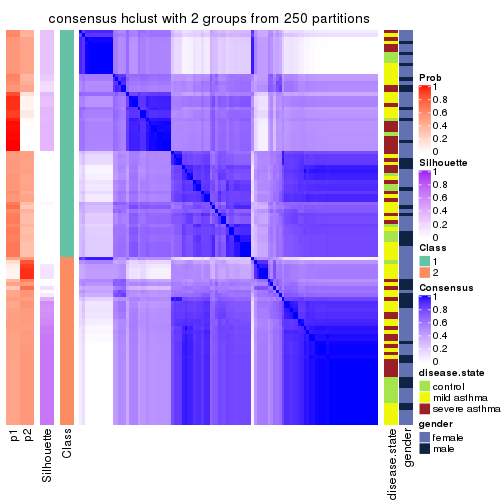 consensus hclust with 2 groups from 250 partitions
Prob
1
0.8
0.6
0.4
0.2
0
Silhouette
1
0.8
0.6
0.4
0.2
0
Class
1
2
Consensus
1
0.8
0.6
0.4
0.2
0
disease.state
control
mild asthma
severe asthma
gender
female
male
p1
p2
Silhouette
Class
disease.state
gender